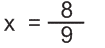 x = 8/9